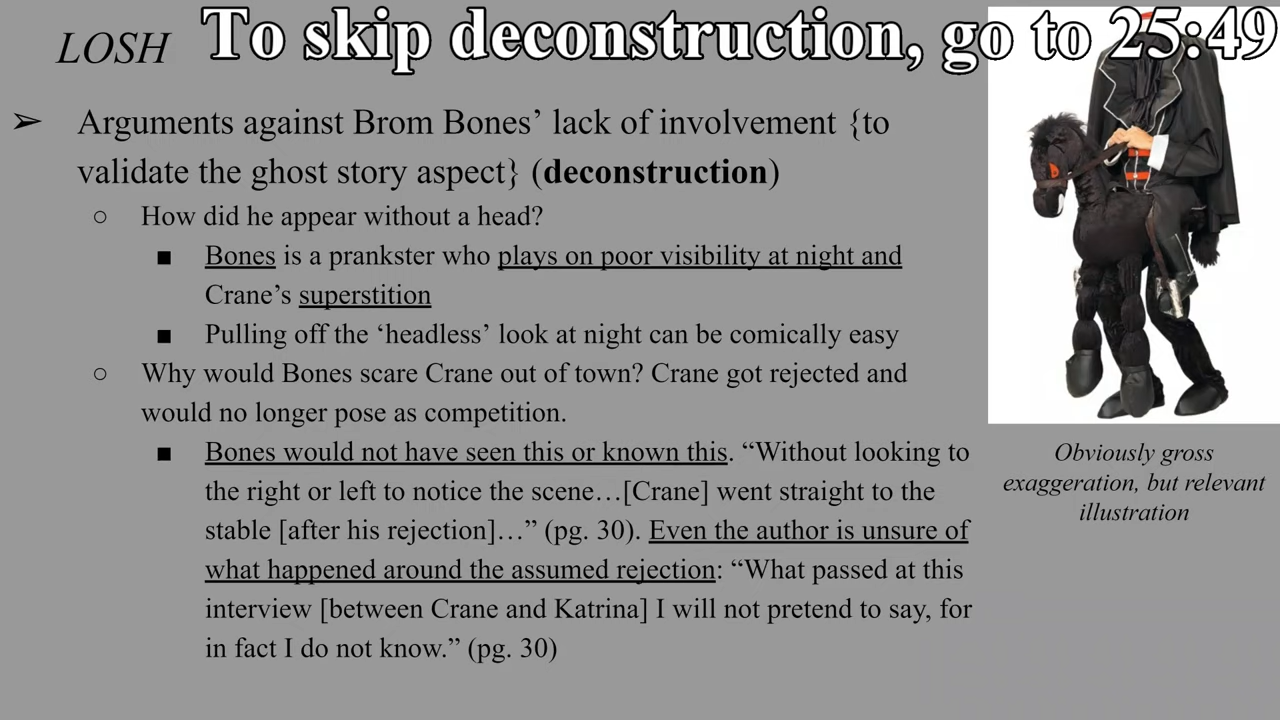 LOSH
To skip deconstruction, go to 25:49
➢ Arguments against Brom Bones’ lack of involvement {to
validate the ghost story aspect} (deconstruction)
○ How did he appear without a head?
■ Bones is a prankster who plays on poor visibility at night and
Crane’s superstition
■ Pulling off the ‘headless’ look at night can be comically easy
○ Why would Bones scare Crane out of town? Crane got rejected and
would no longer pose as competition.
■ Bones would not have seen this or known this. “Without looking to
the right or left to notice the scene…[Crane] went straight to the
stable [after his rejection]…” (pg. 30). Even the author is unsure of
what happened around the assumed rejection: “What passed at this
interview [between Crane and Katrina] I will not pretend to say, for
in fact I do not know.” (pg. 30)
Obviously gross
exaggeration, but relevant
illustration